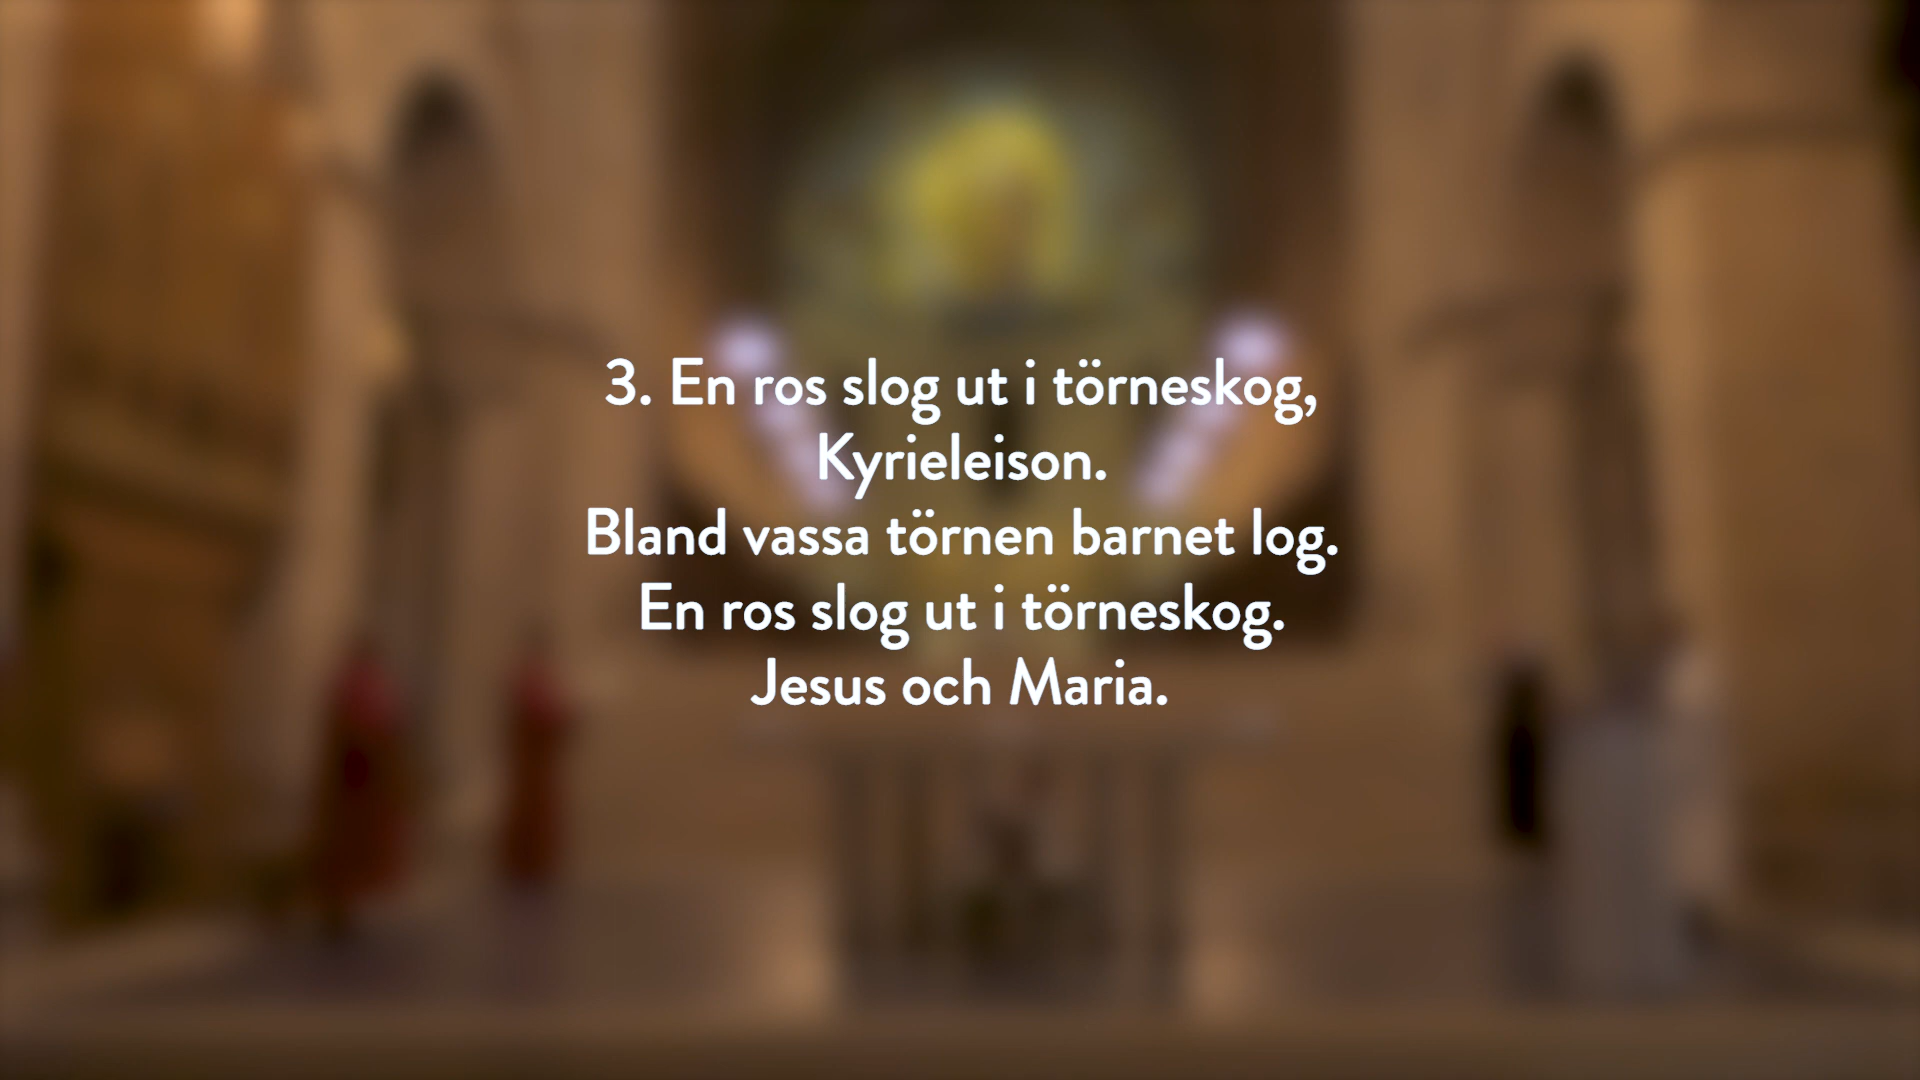 3. En ros slog ut i törneskog,
Kyrieleison.
Bland vassa törnen barnet log.
En ros slog ut i törneskog.
Jesus och Maria.